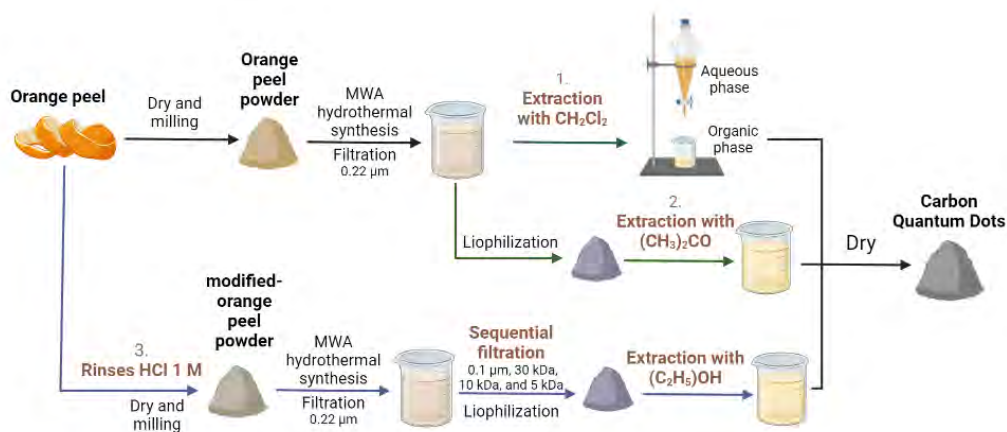 Orange peel
Dry and
milling
Orange
peel
powder
MWA
hydrothermal
synthesis
Filtration
0.22 µm
1.
Extraction
with CH₂Cl₂
Aqueous
phase
Organic
phase
Liophilization
2.
Extraction with
(CH₃)₂CO
Dry
Carbon
Quantum Dots
3.
Rinses HCl 1 M
Dry and
milling
modified-
orange
peel
powder
MWA
hydrothermal
synthesis
Filtration
0.22 µm
Sequential
filtration
0.1 µm, 30 kDa,
10 kDa, and 5 kDa
Liophilization
Extraction with
(C₂H₅)OH